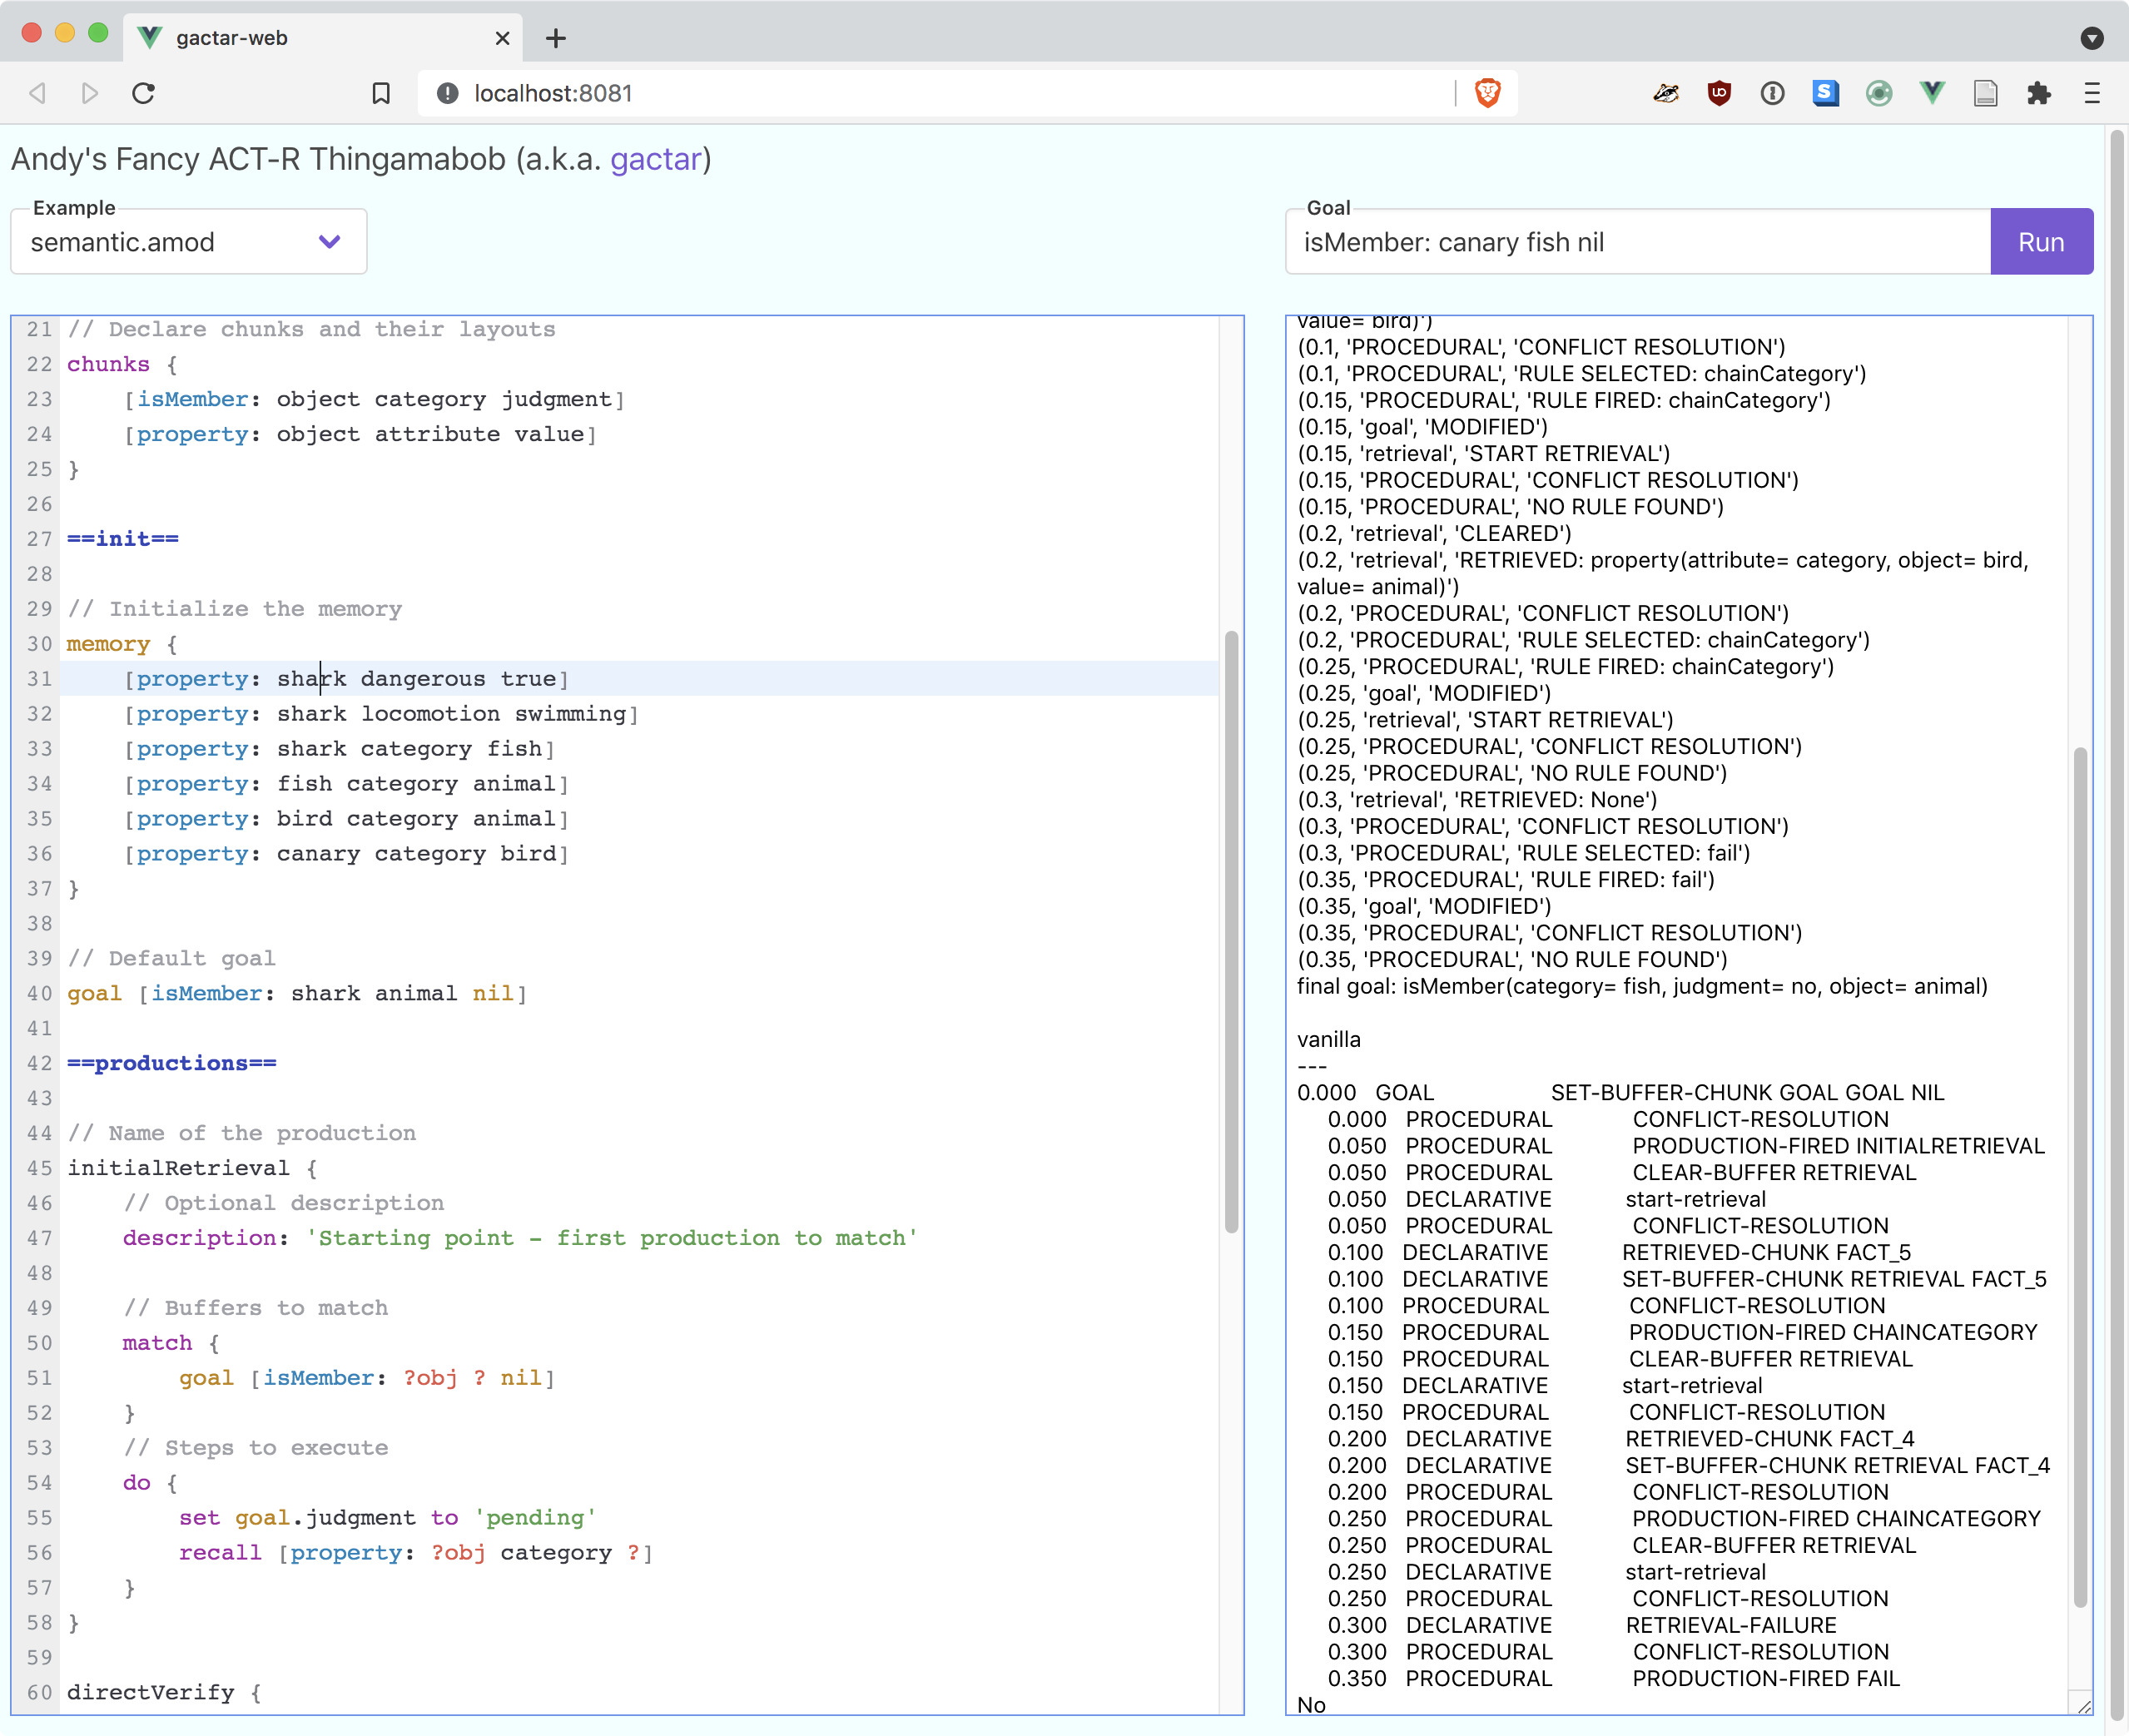 gactar-web
localhost:8081
Andy's Fancy ACT-R Thingamabob (a.k.a. gactar)
Example
semantic.amod
Goal
isMember: canary fish nil
Run
21 // Declare chunks and their layouts
22 chunks {
23 [isMember: object category judgment]
24 [property: object attribute value]
25 }
26
27 ==init==
28
29 // Initialize the memory
30 memory {
31 [property: shark dangerous true]
32 [property: shark locomotion swimming]
33 [property: shark category fish]
34 [property: fish category animal]
35 [property: bird category animal]
36 [property: canary category bird]
37 }
38
39 // Default goal
40 goal [isMember: shark animal nil]
41
42 ==productions==
43
44 // Name of the production
45 initialRetrieval {
46 // Optional description
47 description: 'Starting point – first production to match'
48
49 // Buffers to match
50 match {
51 goal [isMember: ?obj ? nil]
52 }
53 // Steps to execute
54 do {
55 set goal.judgment to 'pending'
56 recall [property: ?obj category ?]
57 }
58 }
59
60 directVerify {
value= bird)')
(0.1, 'PROCEDURAL', 'CONFLICT RESOLUTION')
(0.1, 'PROCEDURAL', 'RULE SELECTED: chainCategory')
(0.15, 'PROCEDURAL', 'RULE FIRED: chainCategory')
(0.15, 'goal', 'MODIFIED')
(0.15, 'retrieval', 'START RETRIEVAL')
(0.15, 'PROCEDURAL', 'CONFLICT RESOLUTION')
(0.15, 'PROCEDURAL', 'NO RULE FOUND')
(0.2, 'retrieval', 'CLEARED')
(0.2, 'retrieval', 'RETRIEVED: property(attribute= category, object= bird,
value= animal)')
(0.2, 'PROCEDURAL', 'CONFLICT RESOLUTION')
(0.2, 'PROCEDURAL', 'RULE SELECTED: chainCategory')
(0.25, 'PROCEDURAL', 'RULE FIRED: chainCategory')
(0.25, 'goal', 'MODIFIED')
(0.25, 'retrieval', 'START RETRIEVAL')
(0.25, 'PROCEDURAL', 'CONFLICT RESOLUTION')
(0.25, 'PROCEDURAL', 'NO RULE FOUND')
(0.3, 'retrieval', 'RETRIEVED: None')
(0.3, 'PROCEDURAL', 'CONFLICT RESOLUTION')
(0.3, 'PROCEDURAL', 'RULE SELECTED: fail')
(0.35, 'PROCEDURAL', 'RULE FIRED: fail')
(0.35, 'goal', 'MODIFIED')
(0.35, 'PROCEDURAL', 'CONFLICT RESOLUTION')
(0.35, 'PROCEDURAL', 'NO RULE FOUND')
final goal: isMember(category= fish, judgment= no, object= animal)
vanilla
---
0.000 GOAL SET-BUFFER-CHUNK GOAL GOAL NIL
0.000 PROCEDURAL CONFLICT-RESOLUTION
0.050 PROCEDURAL PRODUCTION-FIRED INITIALRETRIEVAL
0.050 PROCEDURAL CLEAR-BUFFER RETRIEVAL
0.050 DECLARATIVE start-retrieval
0.050 PROCEDURAL CONFLICT-RESOLUTION
0.100 DECLARATIVE RETRIEVED-CHUNK FACT_5
0.100 DECLARATIVE SET-BUFFER-CHUNK RETRIEVAL FACT_5
0.100 PROCEDURAL CONFLICT-RESOLUTION
0.150 PROCEDURAL PRODUCTION-FIRED CHAINCATEGORY
0.150 PROCEDURAL CLEAR-BUFFER RETRIEVAL
0.150 DECLARATIVE start-retrieval
0.150 PROCEDURAL CONFLICT-RESOLUTION
0.200 DECLARATIVE RETRIEVED-CHUNK FACT_4
0.200 DECLARATIVE SET-BUFFER-CHUNK RETRIEVAL FACT_4
0.200 PROCEDURAL CONFLICT-RESOLUTION
0.250 PROCEDURAL PRODUCTION-FIRED CHAINCATEGORY
0.250 PROCEDURAL CLEAR-BUFFER RETRIEVAL
0.250 DECLARATIVE start-retrieval
0.250 PROCEDURAL CONFLICT-RESOLUTION
0.300 DECLARATIVE RETRIEVAL-FAILURE
0.300 PROCEDURAL CONFLICT-RESOLUTION
0.350 PROCEDURAL PRODUCTION-FIRED FAIL
No